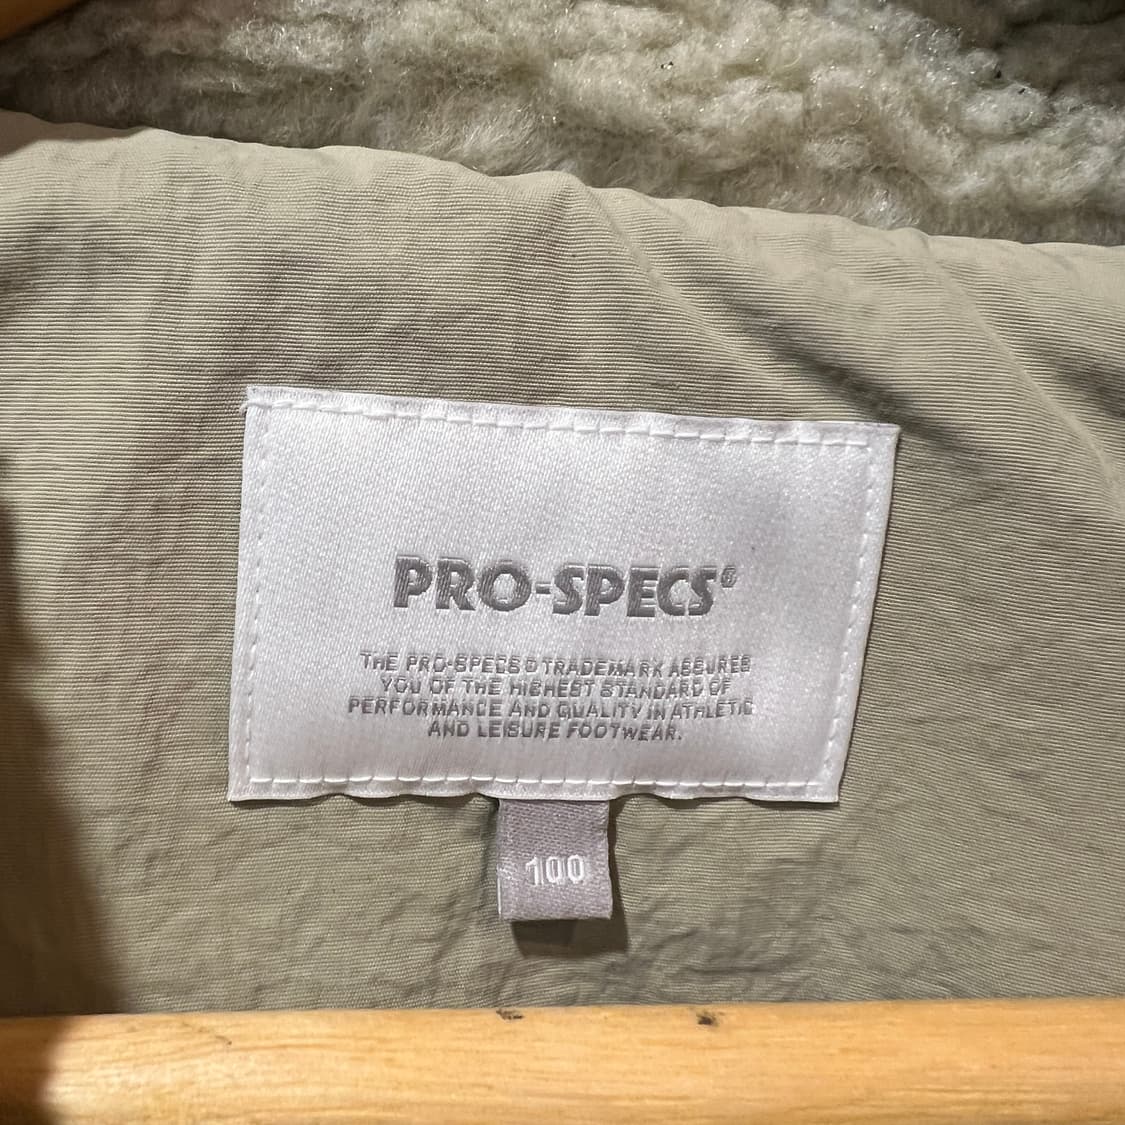 PRO-SPECS®
THE PRO-SPECS® TRADEMARK ASSURES
YOU OF THE HIGHEST STANDARD OF
PERFORMANCE AND QUALITY IN ATHLETIC
AND LEISURE FOOTWEAR.
100